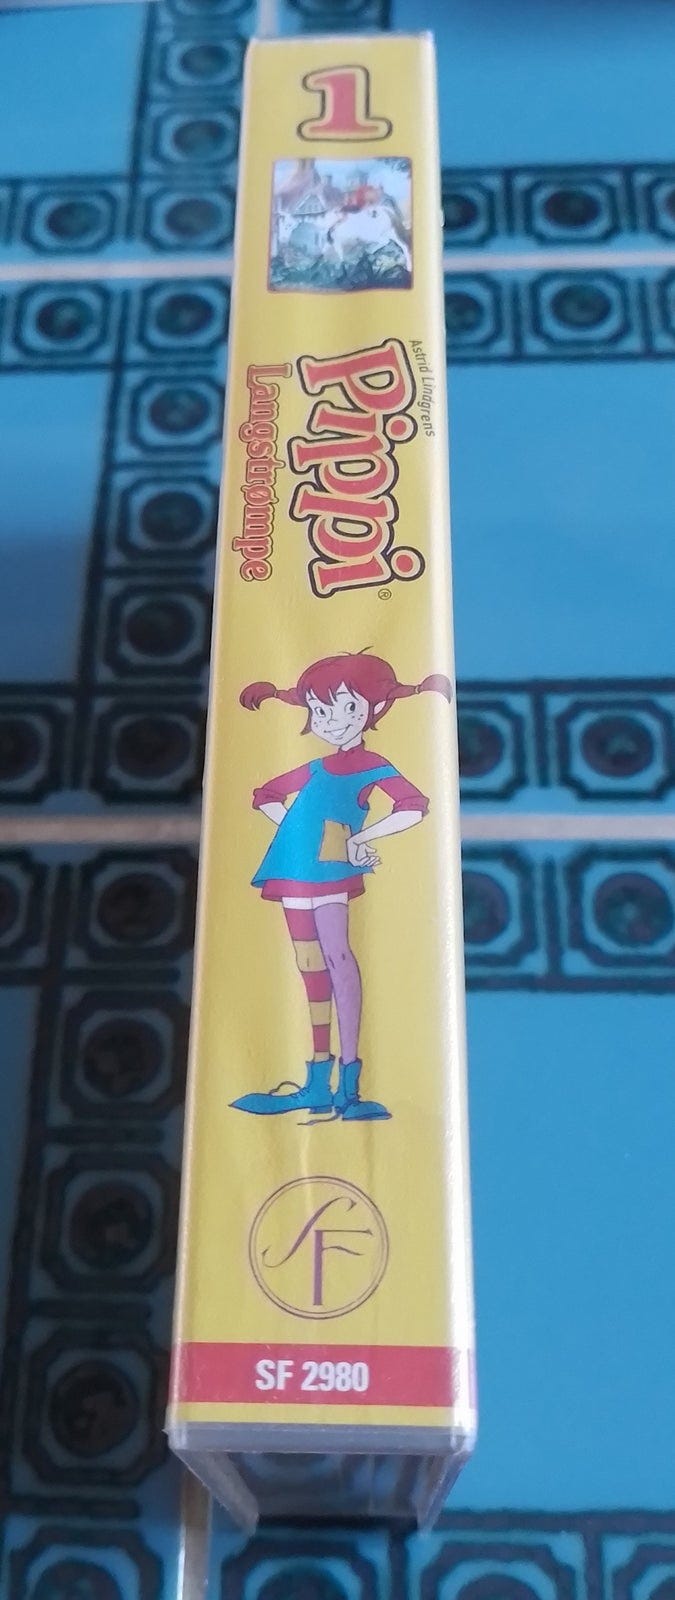 1
Astrid Lindgrens
Pippi®
Langstrømpe
SF
SF 2980